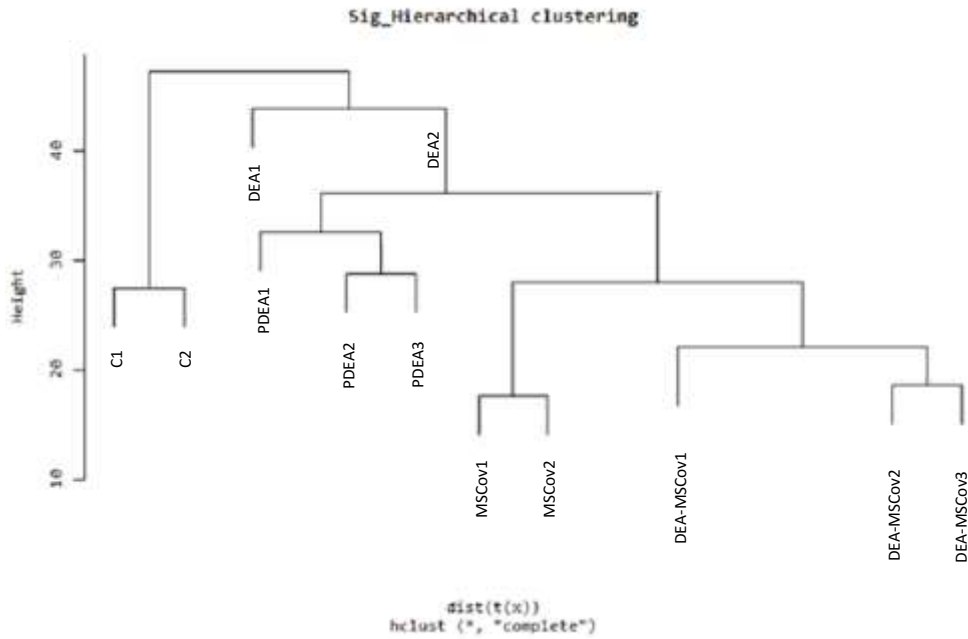 Sig_Hierarchical clustering
Height
40
30
20
10
DEA1
DEA2
PDEA1
C1
C2
PDEA2
PDEA3
MSCov1
MSCov2
DEA-MSCov1
DEA-MSCov2
DEA-MSCov3
dist(t(x))
hclust (*, "complete")